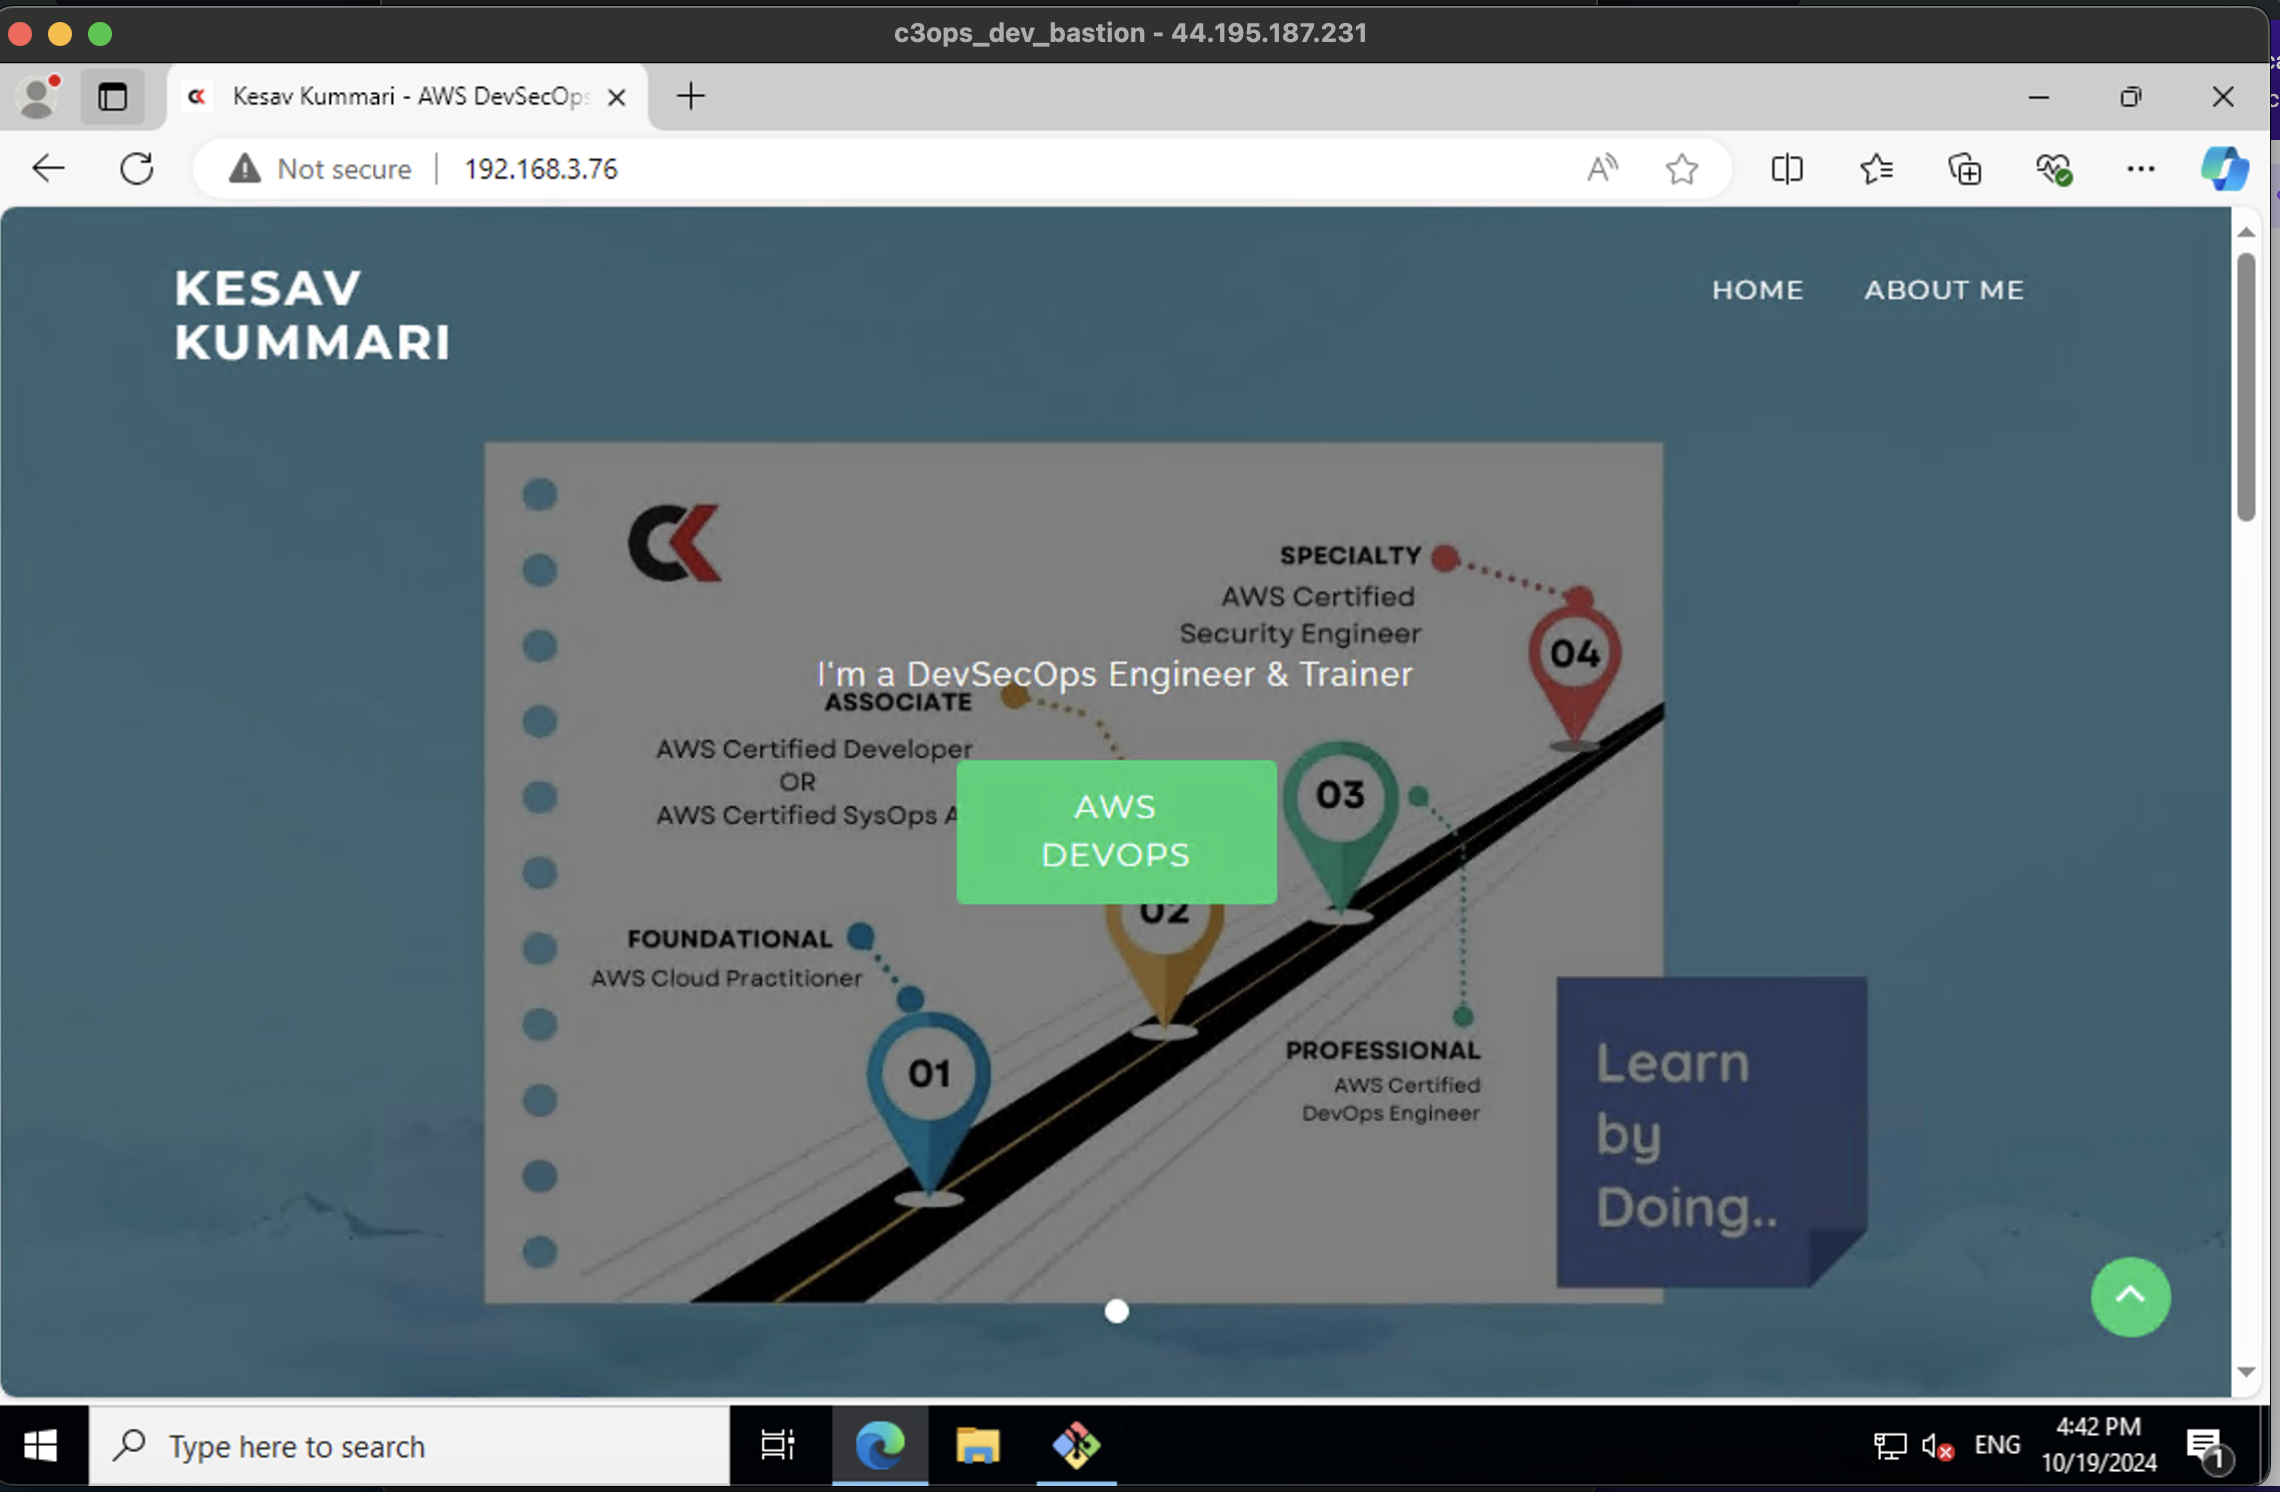 c3ops_dev_bastion - 44.195.187.231
Kesav Kummari - AWS DevSecOps
Not secure
192.168.3.76
KESAV
KUMMARI
HOME
ABOUT ME
CK
SPECIALTY
AWS Certified
Security Engineer
04
I'm a DevSecOps Engineer & Trainer
ASSOCIATE
AWS Certified Developer
OR
AWS Certified SysOps A
03
AWS
DEVOPS
02
FOUNDATIONAL
AWS Cloud Practitioner
01
PROFESSIONAL
AWS Certified
DevOps Engineer
Learn
by
Doing..
Type here to search
ENG
4:42 PM
10/19/2024
1